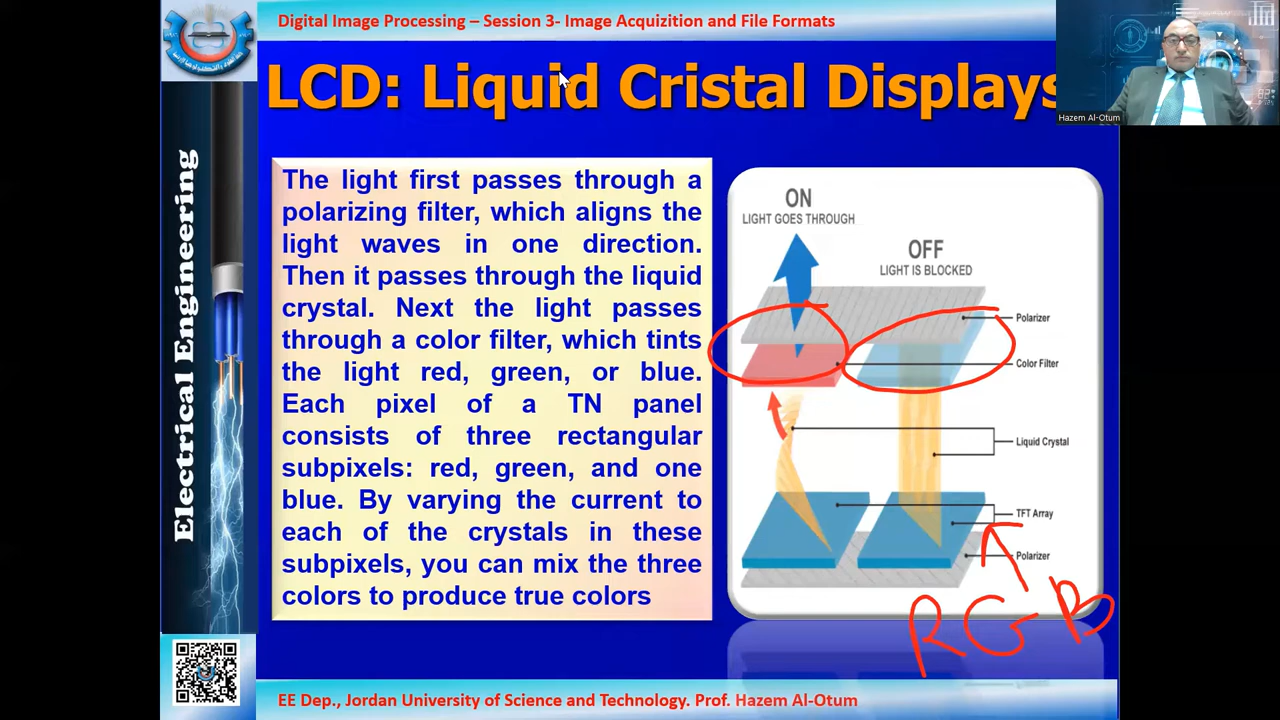 Digital Image Processing – Session 3- Image Acquizition and File Formats
LCD: Liquid Cristal Displays
Hazem Al-Otum
Electrical Engineering
The light first passes through a
polarizing filter, which aligns the
light waves in one direction.
Then it passes through the liquid
crystal. Next the light passes
through a color filter, which tints
the light red, green, or blue.
Each pixel of a TN panel
consists of three rectangular
subpixels: red, green, and one
blue. By varying the current to
each of the crystals in these
subpixels, you can mix the three
colors to produce true colors
ON
LIGHT GOES THROUGH
OFF
LIGHT IS BLOCKED
Polarizer
Color Filter
Liquid Crystal
TFT Array
Polarizer
RGB
EE Dep., Jordan University of Science and Technology. Prof. Hazem Al-Otum